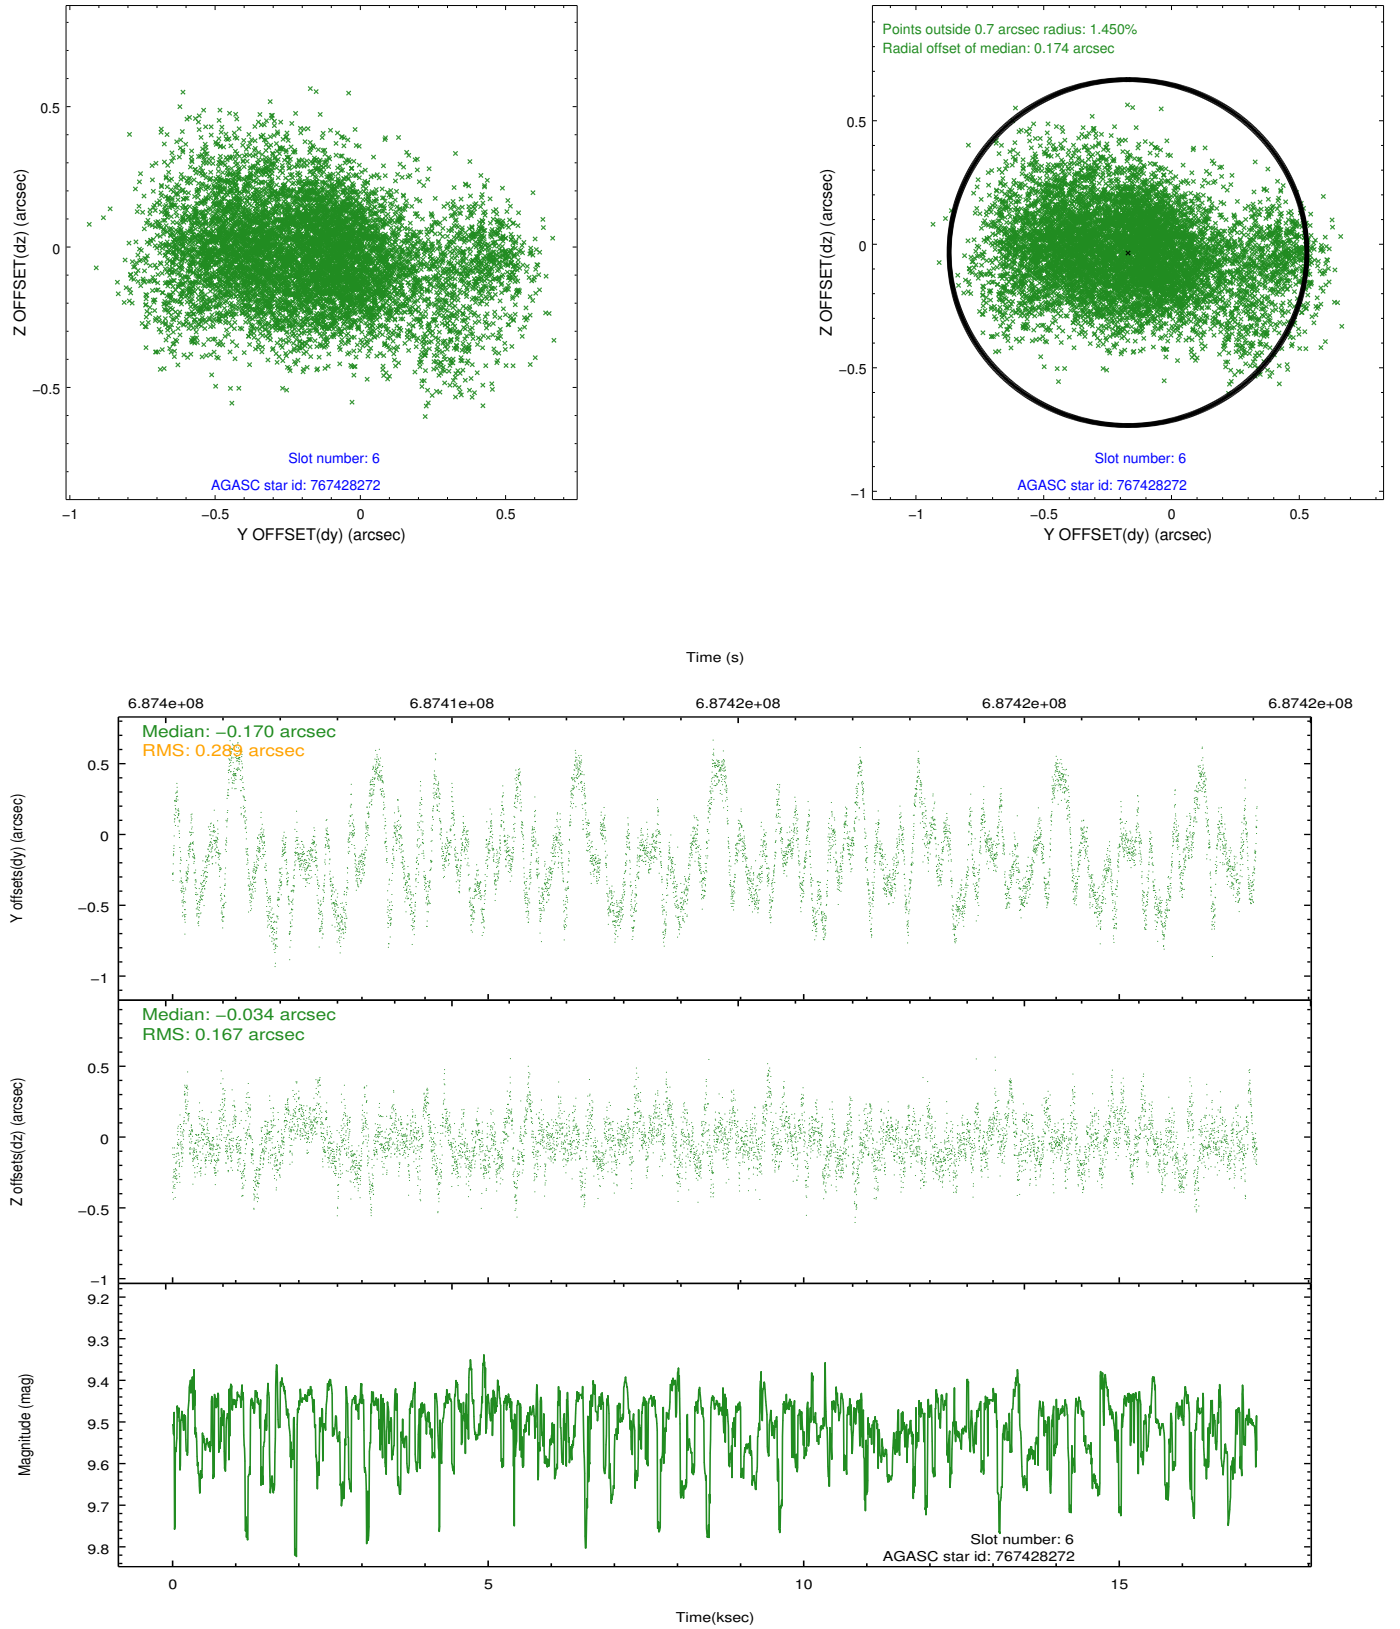 Points outside 0.7 arcsec radius: 1.450%
Radial offset of median: 0.174 arcsec
0.5
0
−0.5
Z OFFSET(dz) (arcsec)
Slot number: 6
AGASC star id: 767428272
−1
−0.5
0
0.5
Y OFFSET(dy) (arcsec)
0.5
0
−0.5
−1
Z OFFSET(dz) (arcsec)
Slot number: 6
AGASC star id: 767428272
−1
−0.5
0
0.5
Y OFFSET(dy) (arcsec)
Time (s)
6.874e+08
6.8741e+08
6.8742e+08
6.8742e+08
6.8742e+08
Median: −0.170 arcsec
RMS: 0.289 arcsec
0.5
0
−0.5
−1
Y offsets(dy) (arcsec)
Median: −0.034 arcsec
RMS: 0.167 arcsec
0.5
0
−0.5
−1
Z offsets(dz) (arcsec)
9.2
9.3
9.4
9.5
9.6
9.7
9.8
Magnitude (mag)
Slot number: 6
AGASC star id: 767428272
0
5
10
15
Time(ksec)